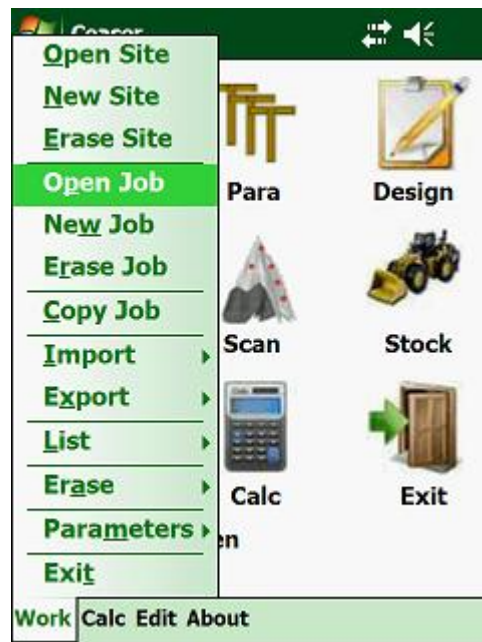 Open Site
New Site
Erase Site
Open Job
New Job
Erase Job
Copy Job
Import
Export
List
Erase
Parameters
Exit
Para
Design
Scan
Stock
Calc
Exit
Work Calc Edit About